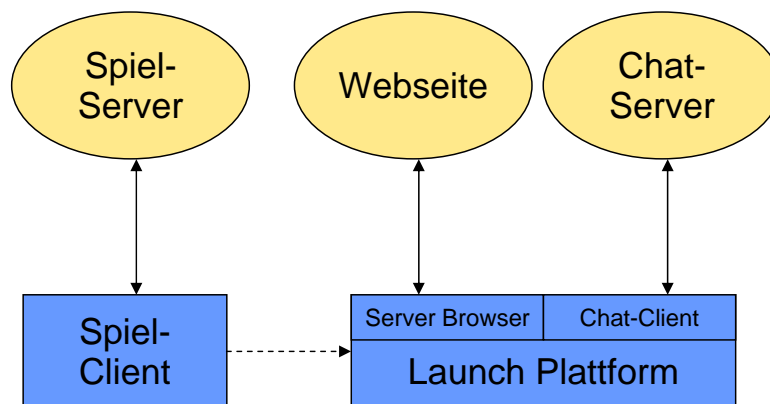 Spiel-
Server
Webseite
Chat-
Server
Spiel-
Client
Server Browser
Chat-Client
Launch Plattform